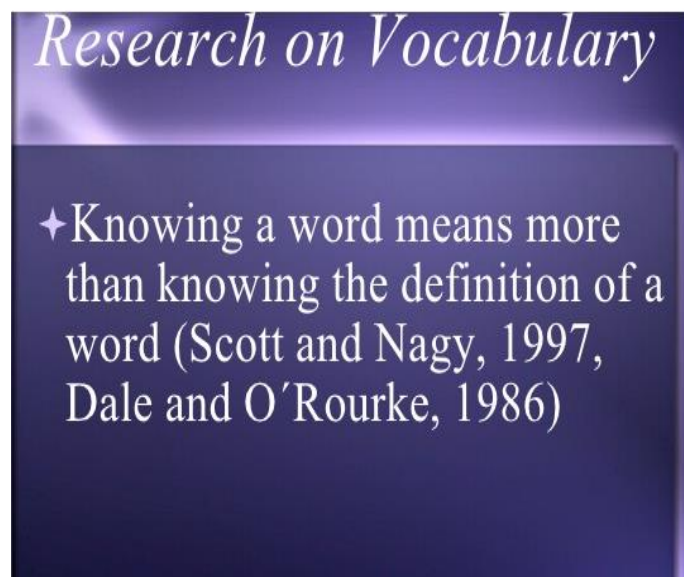 Research on Vocabulary
✦Knowing a word means more
than knowing the definition of a
word (Scott and Nagy, 1997,
Dale and O´Rourke, 1986)